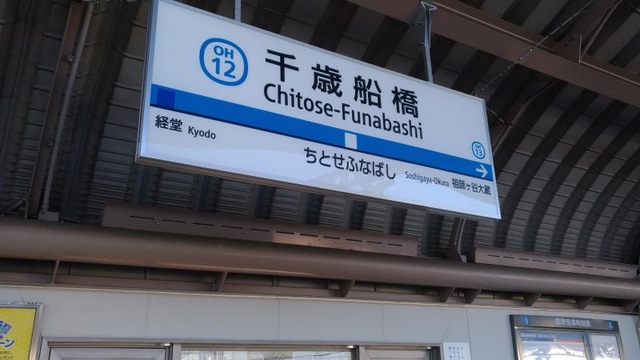 OH
12
千歳船橋
Chitose-Funabashi
経堂 Kyodo
ちとせふなばし
OH
13
Soshigaya-Okura 祖師ヶ谷大蔵